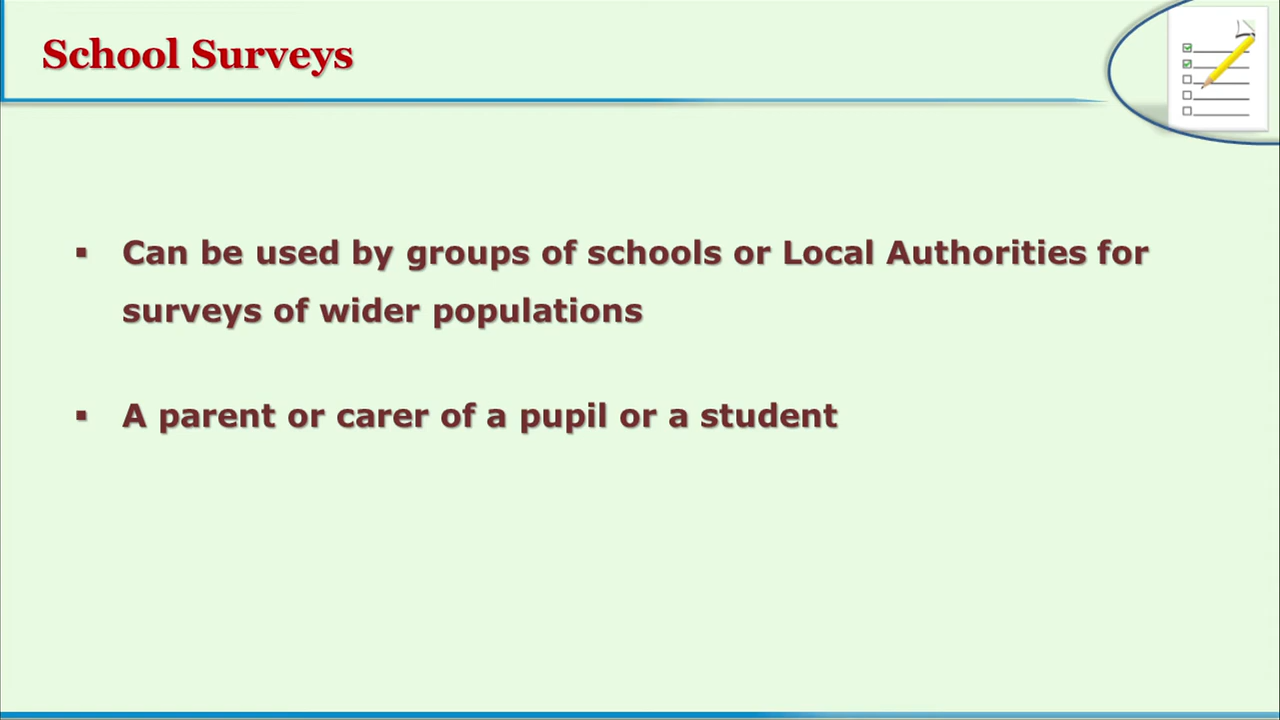 School Surveys
▪ Can be used by groups of schools or Local Authorities for
surveys of wider populations
▪ A parent or carer of a pupil or a student